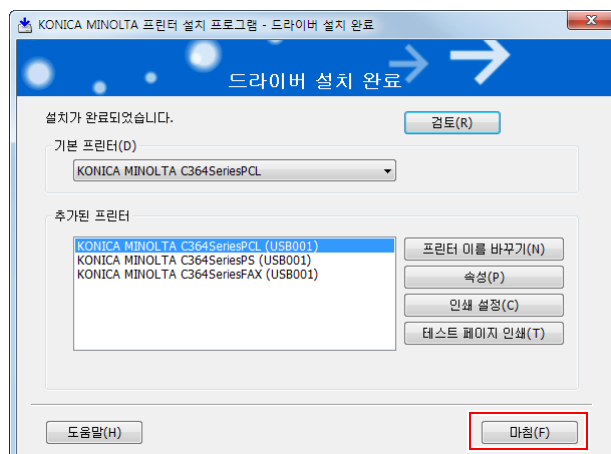 KONICA MINOLTA 프린터 설치 프로그램 - 드라이버 설치 완료
드라이버 설치 완료
설치가 완료되었습니다.
검토(R)
기본 프린터(D)
KONICA MINOLTA C364SeriesPCL
추가된 프린터
KONICA MINOLTA C364SeriesPCL (USB001)
KONICA MINOLTA C364SeriesPS (USB001)
KONICA MINOLTA C364SeriesFAX (USB001)
프린터 이름 바꾸기(N)
속성(P)
인쇄 설정(C)
테스트 페이지 인쇄(T)
도움말(H)
마침(F)